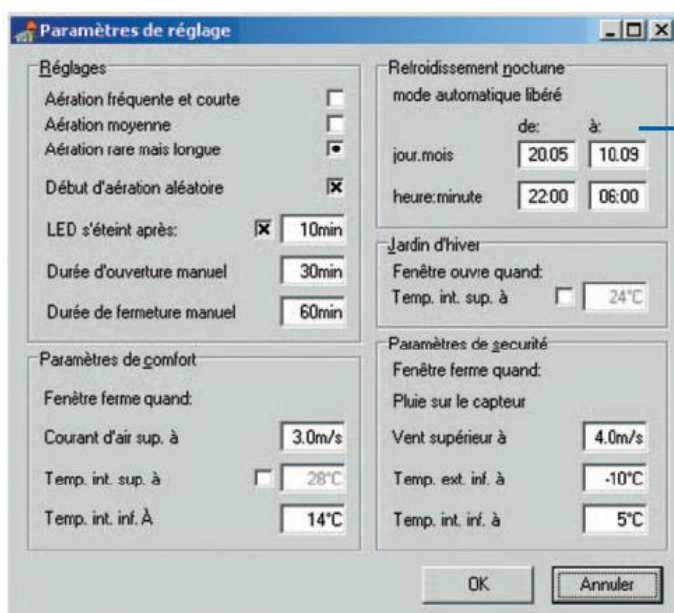 Paramètres de réglage
Réglages
Aération fréquente et courte
Aération moyenne
Aération rare mais longue
Début d'aération aléatoire
LED s'éteint après: 10min
Durée d'ouverture manuel 30min
Durée de fermeture manuel 60min
Paramètres de comfort
Fenêtre ferme quand:
Courant d'air sup. à 3.0m/s
Temp. int. sup. à 28°C
Temp. int. inf. À 14°C
Refroidissement nocturne
mode automatique libéré
de: à:
jour.mois 20.05 10.09
heure:minute 22:00 06:00
Jardin d'hiver
Fenêtre ouvre quand:
Temp. int. sup. à 24°C
Paramètres de securité
Fenêtre ferme quand:
Pluie sur le capteur
Vent supérieur à 4.0m/s
Temp. ext. inf. à -10°C
Temp. int. inf. à 5°C
OK Annuler